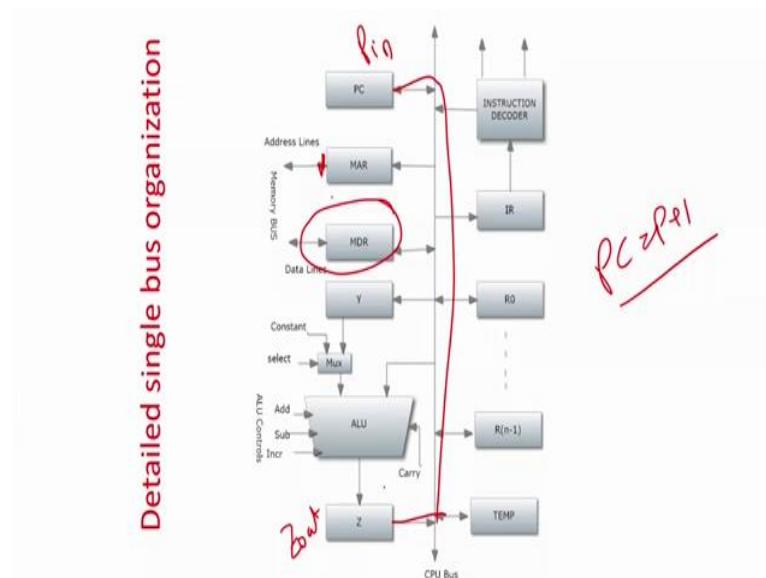 Detailed single bus organization
Pin
PC
INSTRUCTION
DECODER
Address Lines
MAR
Memory BUS
IR
MDR
Data Lines
PC=P+1
Y
R0
Constant
select
Mux
ALU Controls
Add
Sub
Incr
ALU
R(n-1)
Carry
Zout
Z
TEMP
CPU Bus